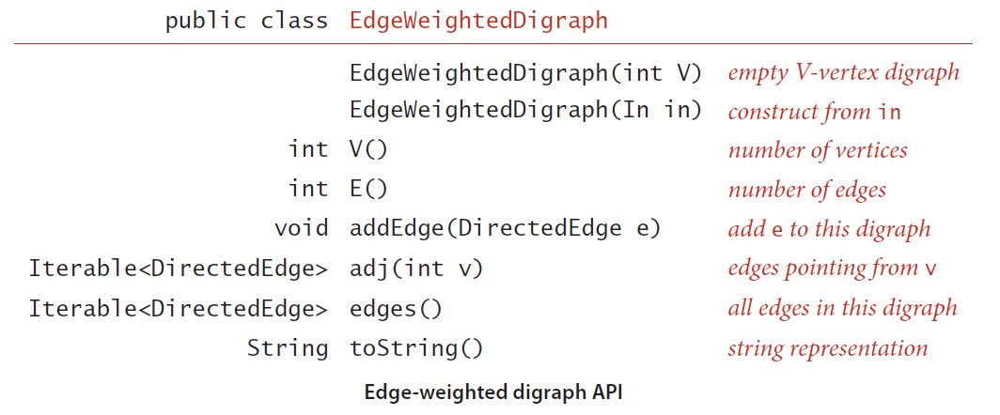 public class EdgeWeightedDigraph
EdgeWeightedDigraph(int V) empty V-vertex digraph
EdgeWeightedDigraph(In in) construct from in
int V() number of vertices
int E() number of edges
void addEdge(DirectedEdge e) add e to this digraph
Iterable<DirectedEdge> adj(int v) edges pointing from v
Iterable<DirectedEdge> edges() all edges in this digraph
String toString() string representation
Edge-weighted digraph API